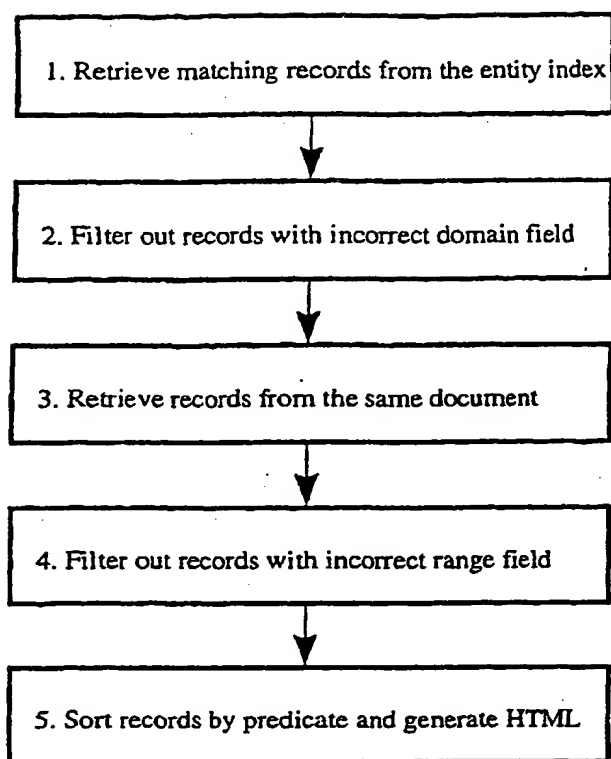 1. Retrieve matching records from the entity index
2. Filter out records with incorrect domain field
3. Retrieve records from the same document
4. Filter out records with incorrect range field
5. Sort records by predicate and generate HTML